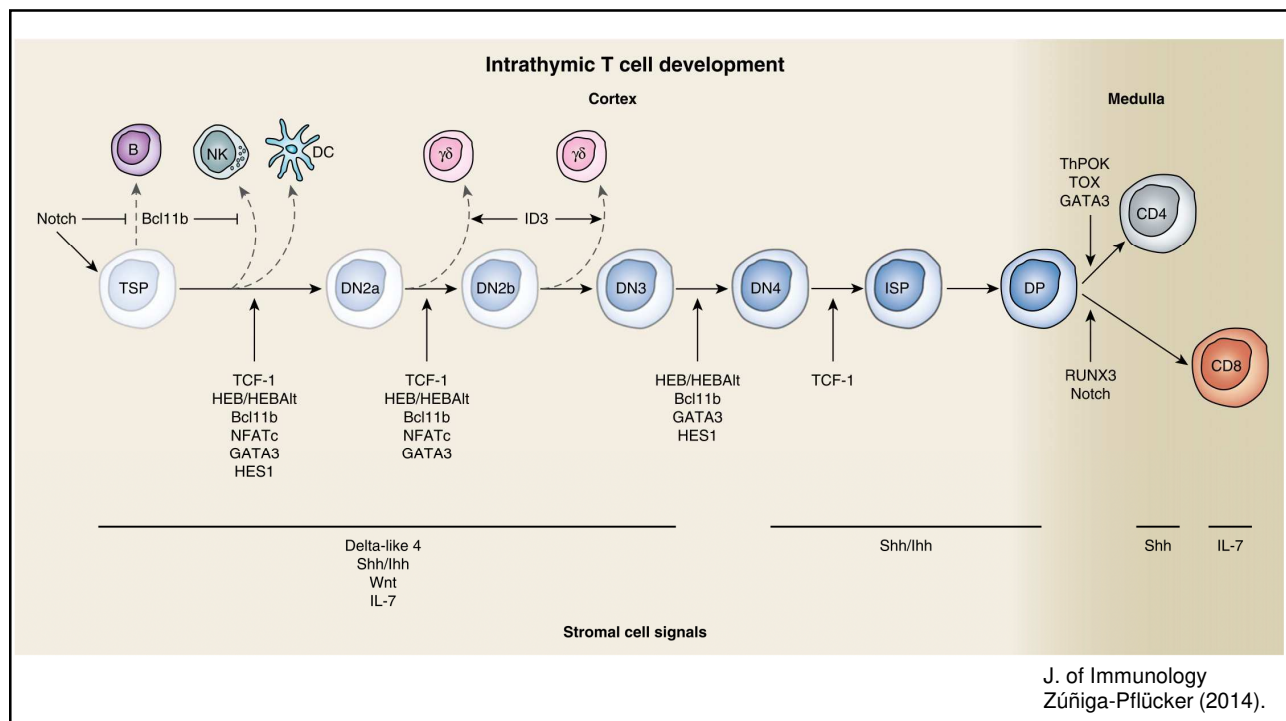 Intrathymic T cell development
Cortex
Medulla
B
NK
DC
γδ
γδ
ThPOK
TOX
GATA3
CD4
Notch
Bcl11b
ID3
TSP
DN2a
DN2b
DN3
DN4
ISP
DP
CD8
TCF-1
HEB/HEBAlt
Bcl11b
NFATc
GATA3
HES1
TCF-1
HEB/HEBAlt
Bcl11b
NFATc
GATA3
HEB/HEBAlt
Bcl11b
GATA3
HES1
TCF-1
RUNX3
Notch
Delta-like 4
Shh/Ihh
Wnt
IL-7
Shh/Ihh
Shh
IL-7
Stromal cell signals
J. of Immunology
Zúñiga-Pflücker (2014).